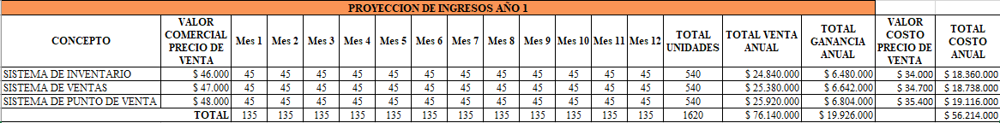 PROYECCION DE INGRESOS AÑO 1
CONCEPTO VALOR COMERCIAL PRECIO DE VENTA Mes 1 Mes 2 Mes 3 Mes 4 Mes 5 Mes 6 Mes 7 Mes 8 Mes 9 Mes 10 Mes 11 Mes 12 TOTAL UNIDADES TOTAL VENTA ANUAL TOTAL GANANCIA ANUAL VALOR COSTO PRECIO DE VENTA TOTAL COSTO ANUAL
SISTEMA DE INVENTARIO $ 46.000 45 45 45 45 45 45 45 45 45 45 45 45 540 $ 24.840.000 $ 6.480.000 $ 34.000 $ 18.360.000
SISTEMA DE VENTAS $ 47.000 45 45 45 45 45 45 45 45 45 45 45 45 540 $ 25.380.000 $ 6.642.000 $ 34.700 $ 18.738.000
SISTEMA DE PUNTO DE VENTA $ 48.000 45 45 45 45 45 45 45 45 45 45 45 45 540 $ 25.920.000 $ 6.804.000 $ 35.400 $ 19.116.000
TOTAL 135 135 135 135 135 135 135 135 135 135 135 135 1620 $ 76.140.000 $ 19.926.000 $ 56.214.000